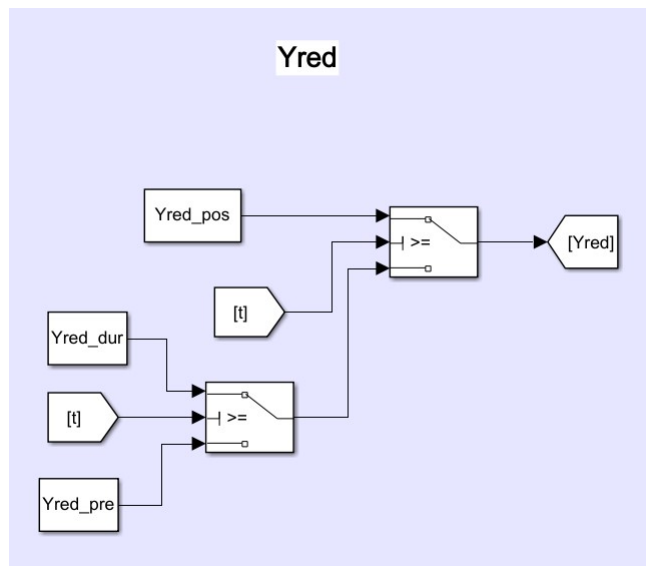 Yred
Yred_pos
>=
[Yred]
[t]
Yred_dur
[t]
>=
Yred_pre